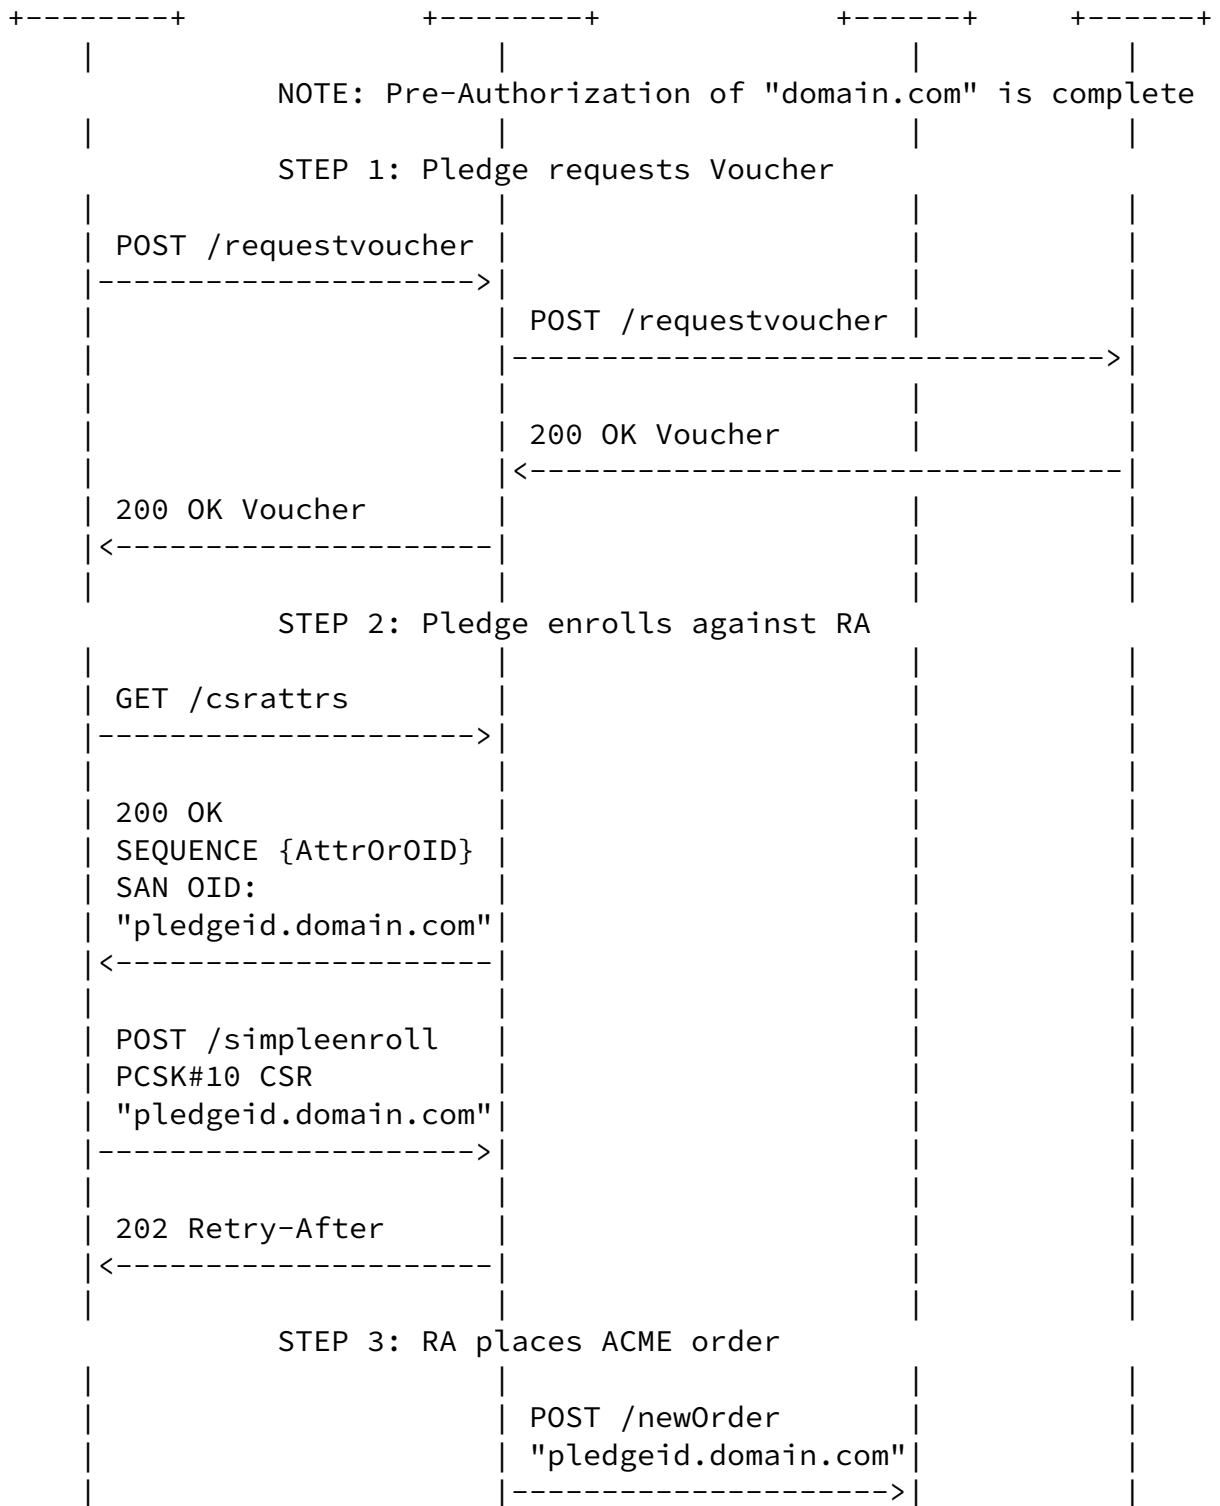 NOTE: Pre-Authorization of "domain.com" is complete
STEP 1: Pledge requests Voucher
POST /requestvoucher
POST /requestvoucher
200 OK Voucher
200 OK Voucher
STEP 2: Pledge enrolls against RA
GET /csrattrs
200 OK
SEQUENCE {AttrOrOID}
SAN OID:
"pledgeid.domain.com"
POST /simpleenroll
PCSK#10 CSR
"pledgeid.domain.com"
202 Retry-After
STEP 3: RA places ACME order
POST /newOrder
"pledgeid.domain.com"